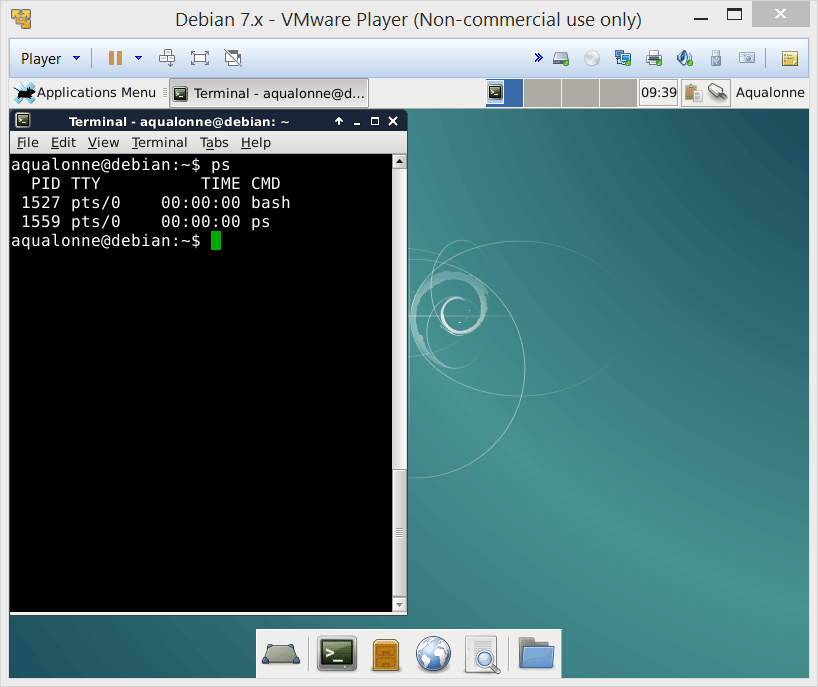 Debian 7.x - VMware Player (Non-commercial use only)
Player
Applications Menu
Terminal - aqualonne@d...
09:39
Aqualonne
Terminal - aqualonne@debian: ~
File Edit View Terminal Tabs Help
aqualonne@debian:~$ ps
PID TTY TIME CMD
1527 pts/0 00:00:00 bash
1559 pts/0 00:00:00 ps
aqualonne@debian:~$
>_